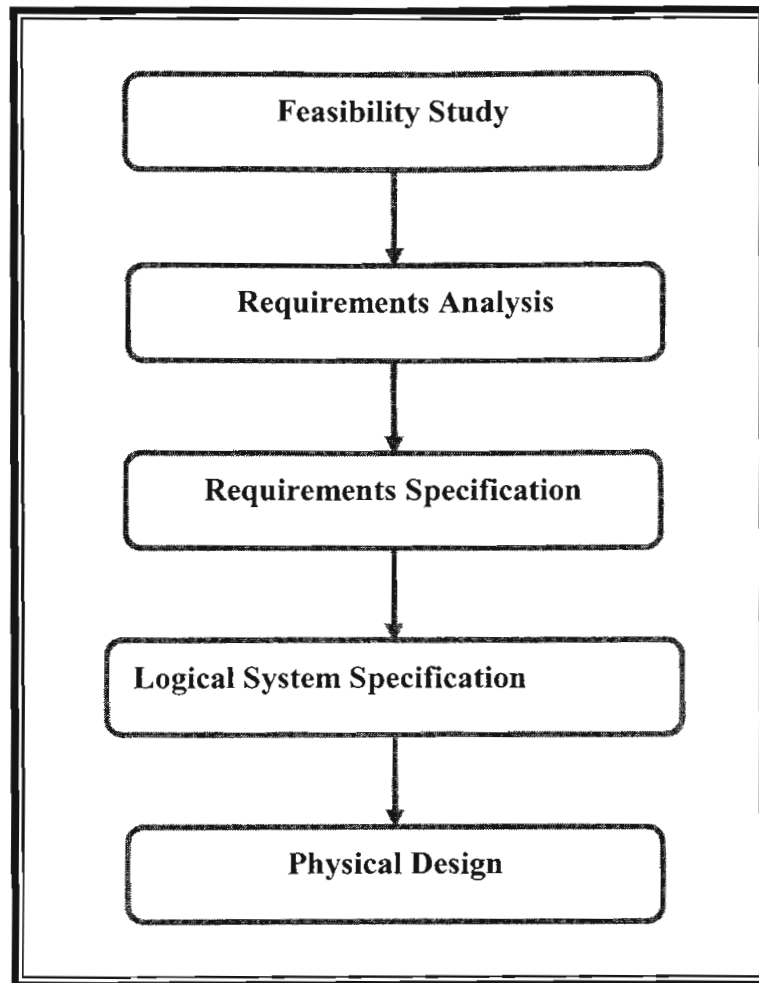 Feasibility Study
Requirements Analysis
Requirements Specification
Logical System Specification
Physical Design